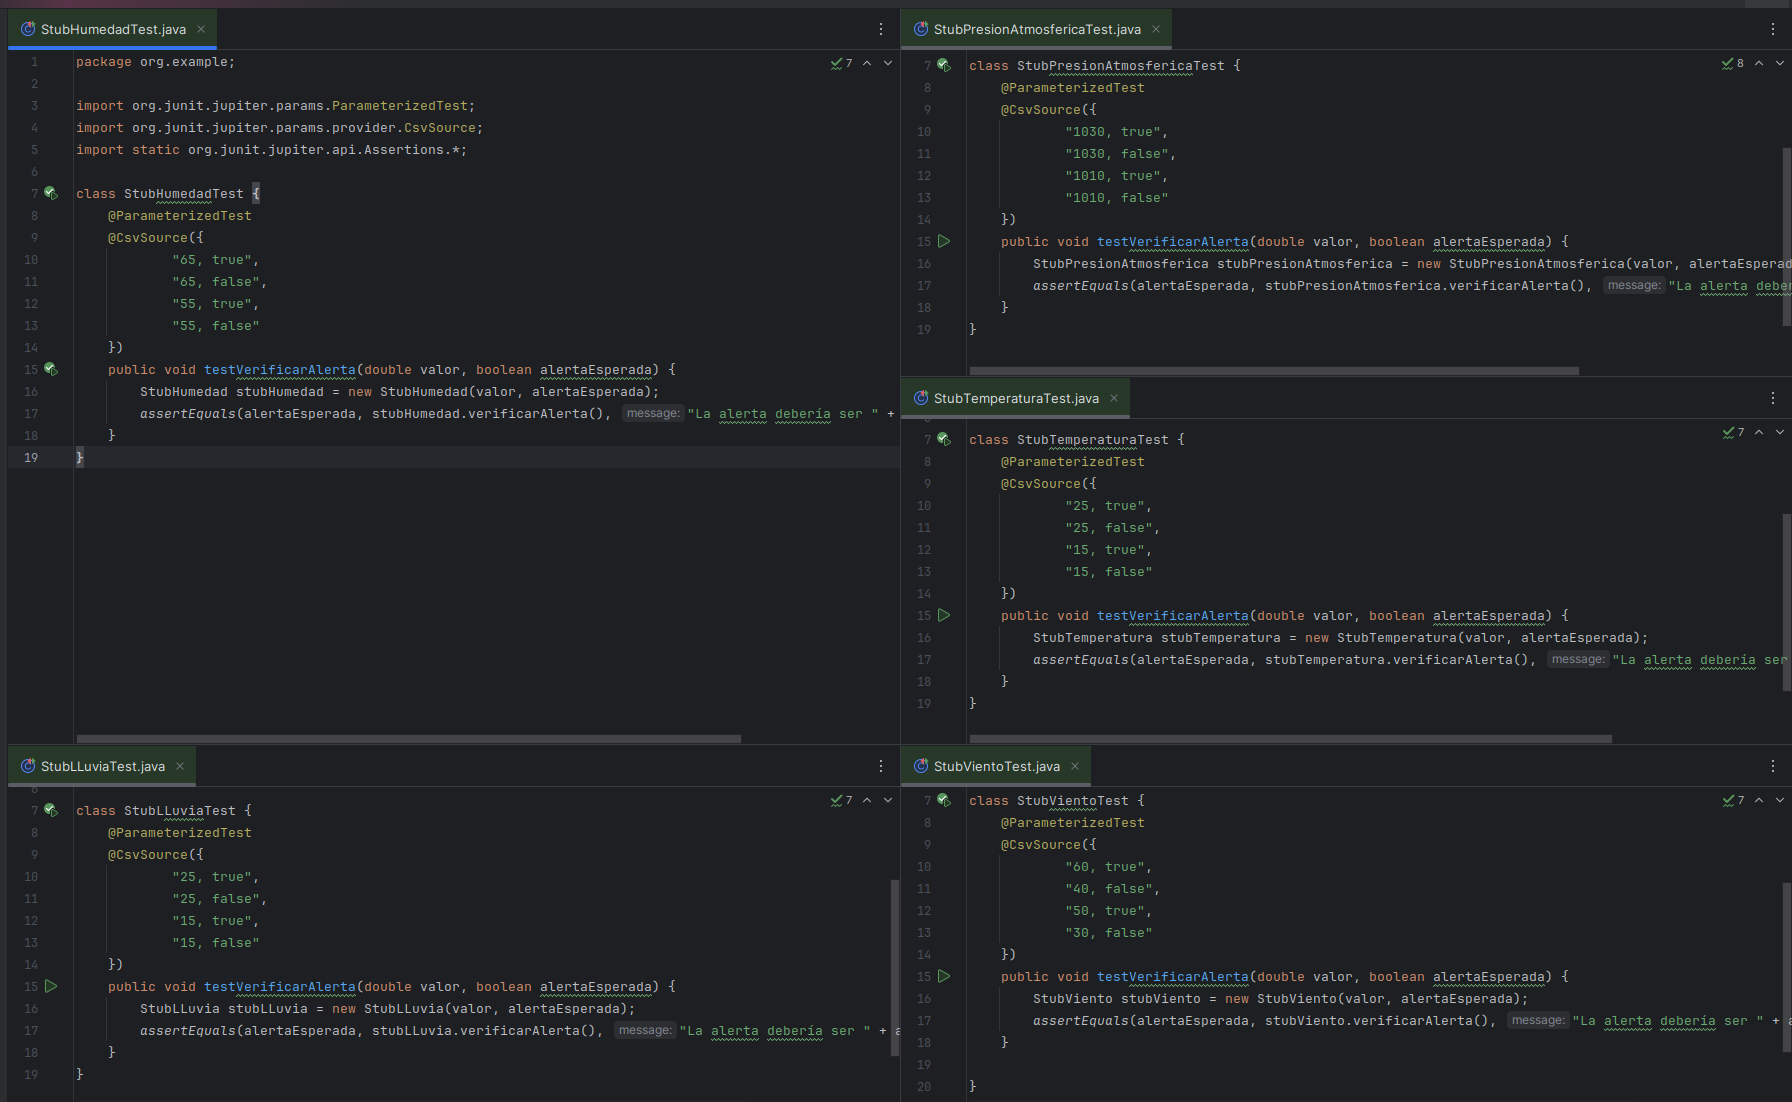 StubHumedadTest.java
7
1 package org.example;
2
3 import org.junit.jupiter.params.ParameterizedTest;
4 import org.junit.jupiter.params.provider.CsvSource;
5 import static org.junit.jupiter.api.Assertions.*;
6
7 class StubHumedadTest {
8 @ParameterizedTest
9 @CsvSource({
10 "65, true",
11 "65, false",
12 "55, true",
13 "55, false"
14 })
15 public void testVerificarAlerta(double valor, boolean alertaEsperada) {
16 StubHumedad stubHumedad = new StubHumedad(valor, alertaEsperada);
17 assertEquals(alertaEsperada, stubHumedad.verificarAlerta(), message: "La alerta debería ser " +
18 }
19 }
StubLLuviaTest.java
7
6
7 class StubLLuviaTest {
8 @ParameterizedTest
9 @CsvSource({
10 "25, true",
11 "25, false",
12 "15, true",
13 "15, false"
14 })
15 public void testVerificarAlerta(double valor, boolean alertaEsperada) {
16 StubLLuvia stubLLuvia = new StubLLuvia(valor, alertaEsperada);
17 assertEquals(alertaEsperada, stubLLuvia.verificarAlerta(), message: "La alerta debería ser " + a
18 }
19 }
StubPresionAtmosfericaTest.java
8
7 class StubPresionAtmosfericaTest {
8 @ParameterizedTest
9 @CsvSource({
10 "1030, true",
11 "1030, false",
12 "1010, true",
13 "1010, false"
14 })
15 public void testVerificarAlerta(double valor, boolean alertaEsperada) {
16 StubPresionAtmosferica stubPresionAtmosferica = new StubPresionAtmosferica(valor, alertaEsperad
17 assertEquals(alertaEsperada, stubPresionAtmosferica.verificarAlerta(), message: "La alerta deber
18 }
19 }
StubTemperaturaTest.java
7
7 class StubTemperaturaTest {
8 @ParameterizedTest
9 @CsvSource({
10 "25, true",
11 "25, false",
12 "15, true",
13 "15, false"
14 })
15 public void testVerificarAlerta(double valor, boolean alertaEsperada) {
16 StubTemperatura stubTemperatura = new StubTemperatura(valor, alertaEsperada);
17 assertEquals(alertaEsperada, stubTemperatura.verificarAlerta(), message: "La alerta debería ser
18 }
19 }
StubVientoTest.java
7
7 class StubVientoTest {
8 @ParameterizedTest
9 @CsvSource({
10 "60, true",
11 "40, false",
12 "50, true",
13 "30, false"
14 })
15 public void testVerificarAlerta(double valor, boolean alertaEsperada) {
16 StubViento stubViento = new StubViento(valor, alertaEsperada);
17 assertEquals(alertaEsperada, stubViento.verificarAlerta(), message: "La alerta debería ser " + a
18 }
19
20 }